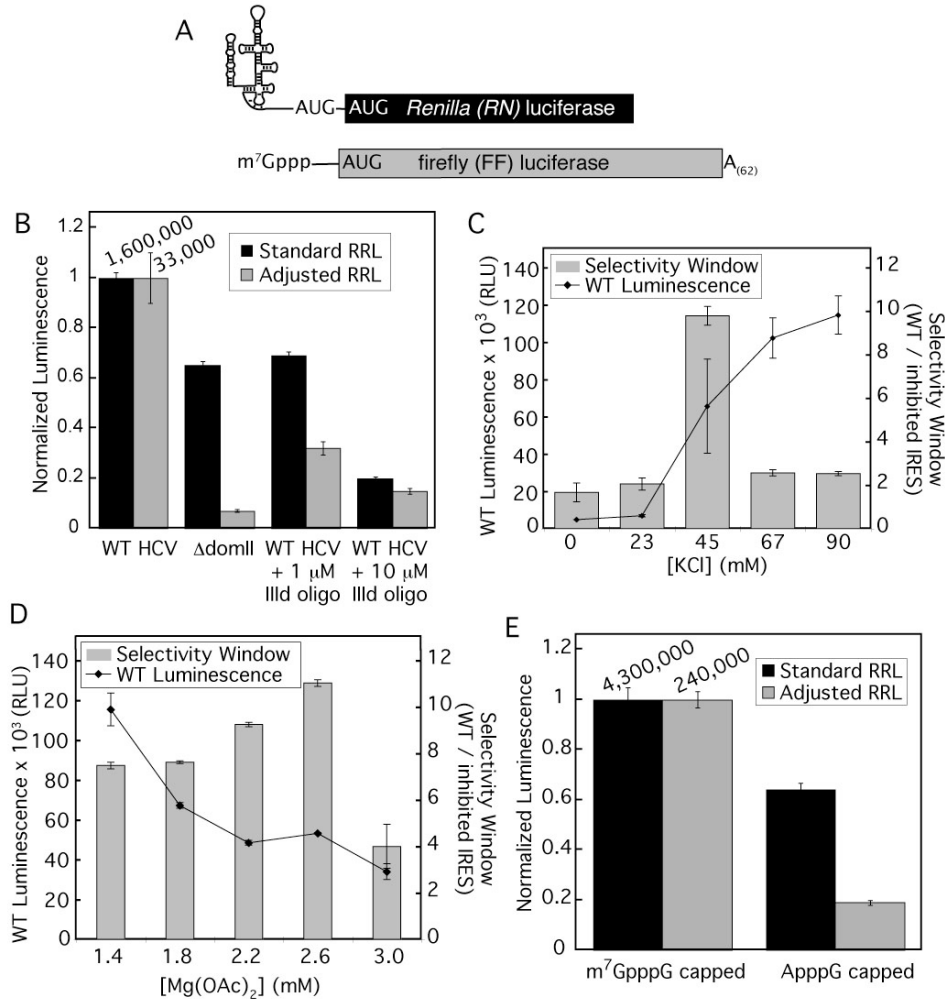 A
AUG AUG Renilla (RN) luciferase
m⁷Gppp AUG firefly (FF) luciferase A(62)
B
Normalized Luminescence
1.2
1
0.8
0.6
0.4
0.2
0
1,600,000
33,000
Standard RRL
Adjusted RRL
WT HCV ΔdomII WT HCV WT HCV
+ 1 μM + 10 μM
IIId oligo IIId oligo
C
WT Luminescence x 10³ (RLU)
140
120
100
80
60
40
20
0
Selectivity Window
WT Luminescence
12
10
8
6
4
2
0
Selectivity Window
(WT / inhibited IRES)
0 23 45 67 90
[KCl] (mM)
D
WT Luminescence x 10³ (RLU)
140
120
100
80
60
40
20
0
Selectivity Window
WT Luminescence
12
10
8
6
4
2
0
Selectivity Window
(WT / inhibited IRES)
1.4 1.8 2.2 2.6 3.0
[Mg(OAc)₂] (mM)
E
Normalized Luminescence
1.2
1
0.8
0.6
0.4
0.2
0
4,300,000
240,000
Standard RRL
Adjusted RRL
m⁷GpppG capped ApppG capped